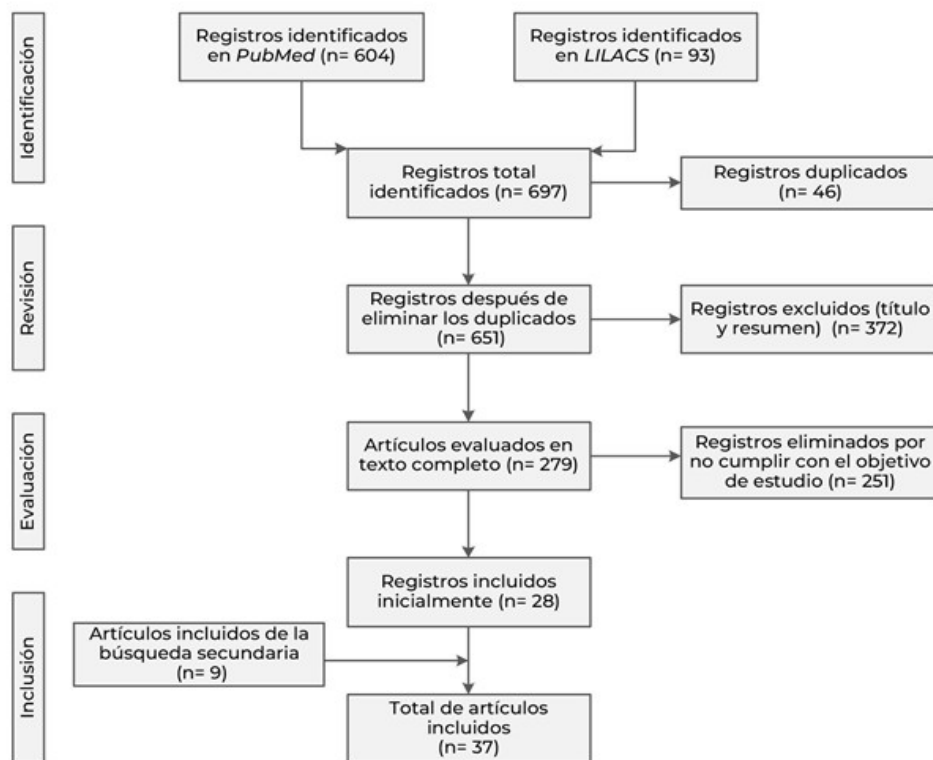 Identificación
Registros identificados
en PubMed (n= 604)
Registros identificados
en LILACS (n= 93)
Registros total
identificados (n= 697)
Registros duplicados
(n= 46)
Revisión
Registros después de
eliminar los duplicados
(n= 651)
Registros excluidos (título
y resumen) (n= 372)
Evaluación
Artículos evaluados en
texto completo (n= 279)
Registros eliminados por
no cumplir con el objetivo
de estudio (n= 251)
Inclusión
Registros incluidos
inicialmente (n= 28)
Artículos incluidos de la
búsqueda secundaria
(n= 9)
Total de artículos
incluidos
(n= 37)